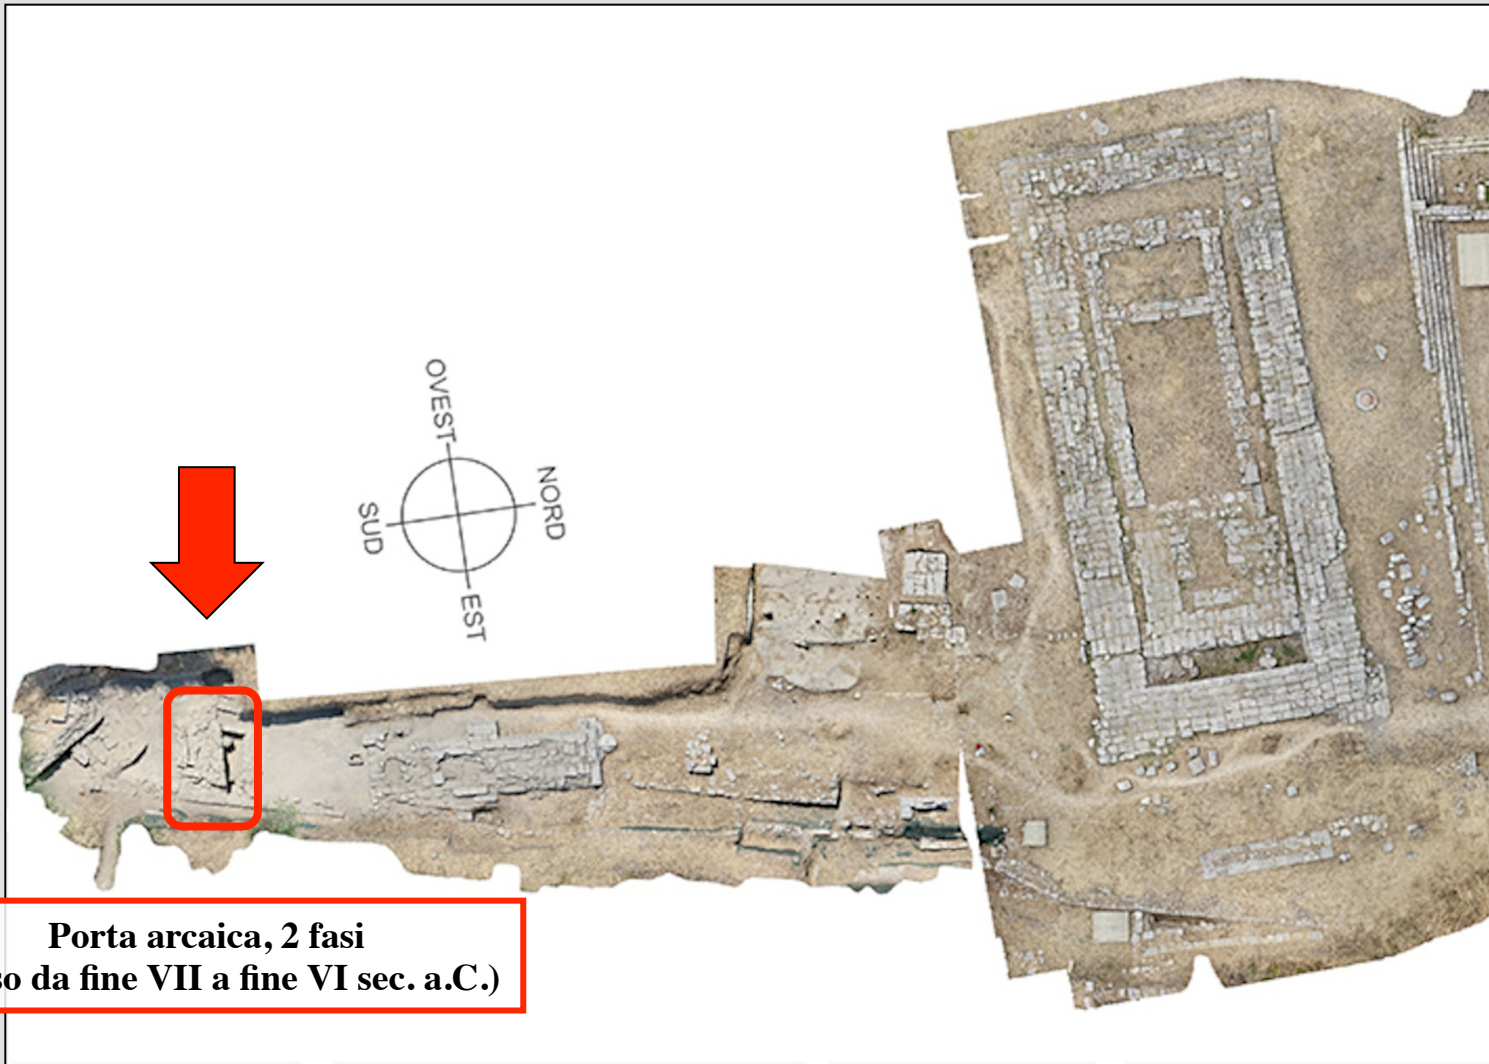 OVEST
NORD
SUD
EST
Porta arcaica, 2 fasi
da fine VII a fine VI sec. a.C.)